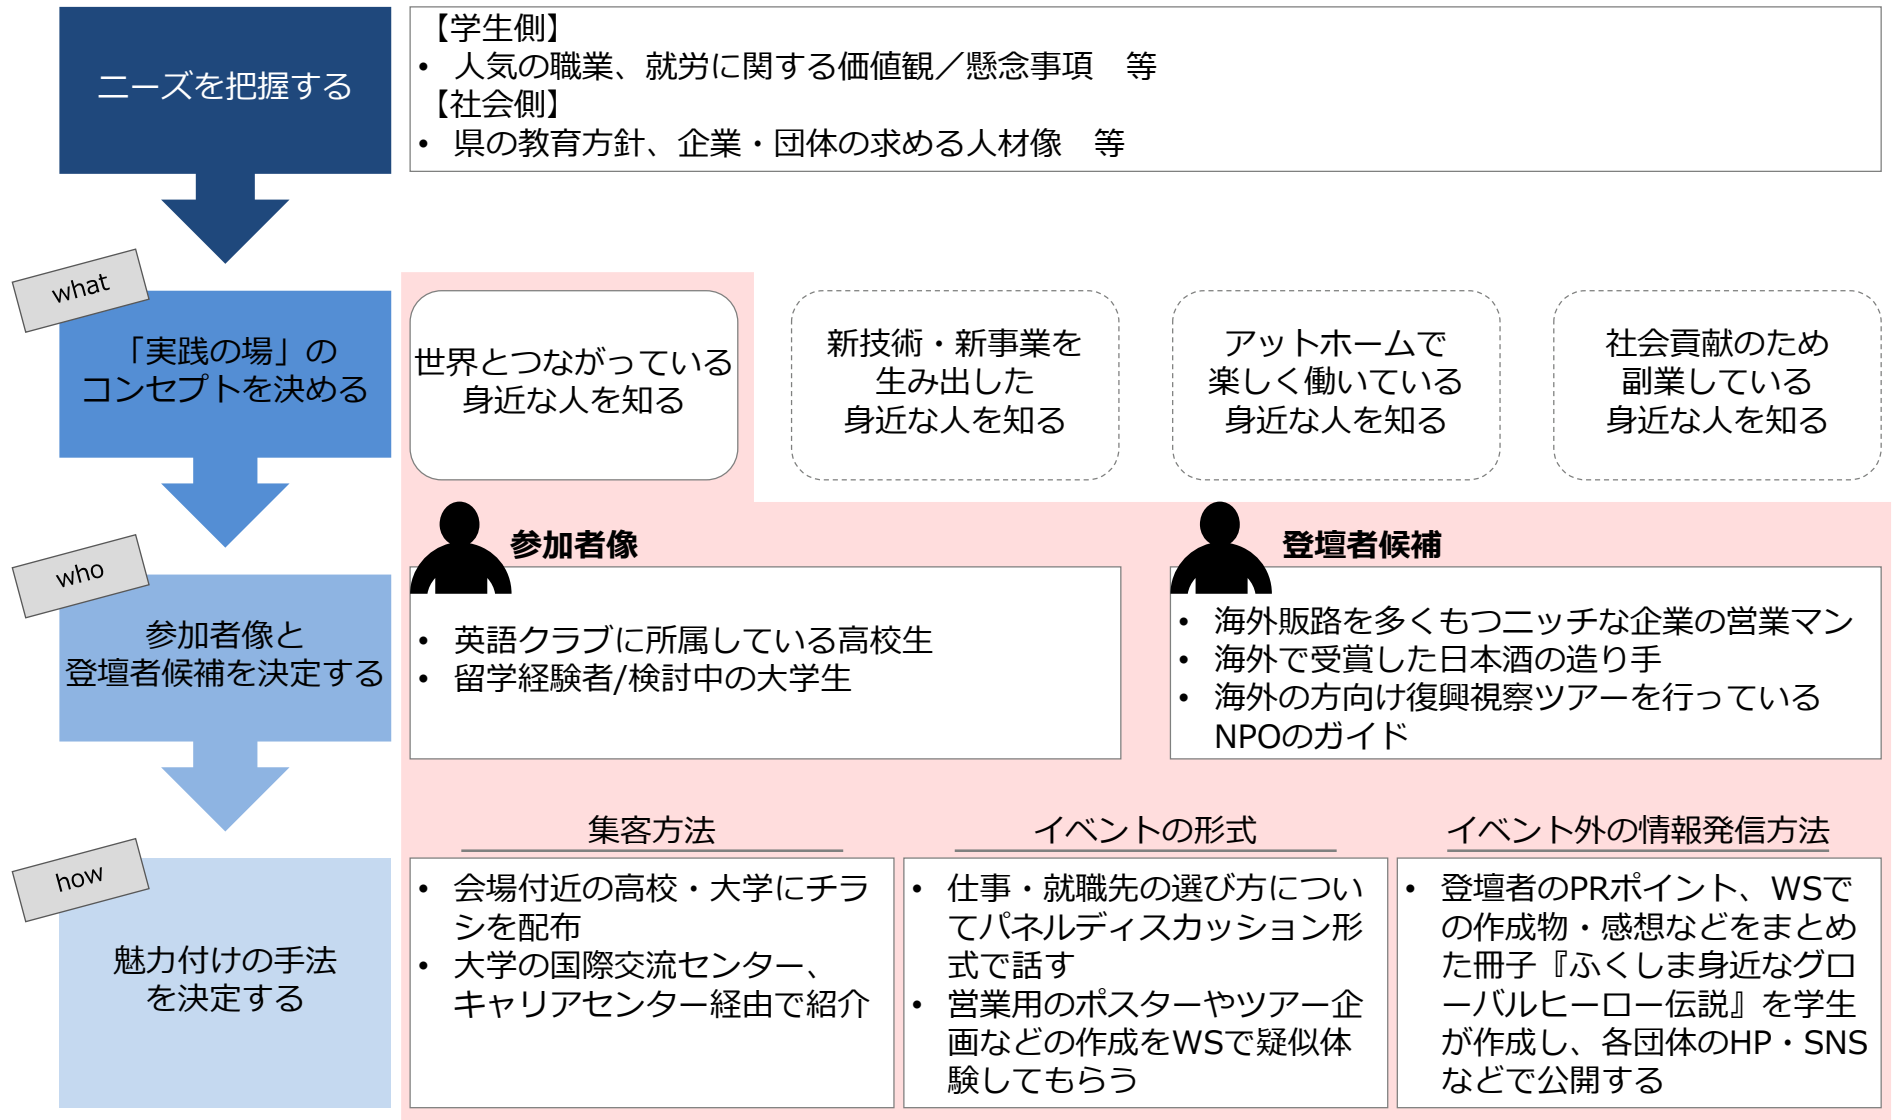 ニーズを把握する
【学生側】
• 人気の職業、就労に関する価値観／懸念事項　等
【社会側】
• 県の教育方針、企業・団体の求める人材像　等
what
「実践の場」の
コンセプトを決める
世界とつながっている
身近な人を知る
新技術・新事業を
生み出した
身近な人を知る
アットホームで
楽しく働いている
身近な人を知る
社会貢献のため
副業している
身近な人を知る
who
参加者像と
登壇者候補を決定する
参加者像
• 英語クラブに所属している高校生
• 留学経験者/検討中の大学生
登壇者候補
• 海外販路を多くもつニッチな企業の営業マン
• 海外で受賞した日本酒の造り手
• 海外の方向け復興視察ツアーを行っている
NPOのガイド
how
魅力付けの手法
を決定する
集客方法
• 会場付近の高校・大学にチラ
シを配布
• 大学の国際交流センター、
キャリアセンター経由で紹介
イベントの形式
• 仕事・就職先の選び方につい
てパネルディスカッション形
式で話す
• 営業用のポスターやツアー企
画などの作成をWSで疑似体
験してもらう
イベント外の情報発信方法
• 登壇者のPRポイント、WSで
の作成物・感想などをまとめ
た冊子『ふくしま身近なグロ
ーバルヒーロー伝説』を学生
が作成し、各団体のHP・SNS
などで公開する